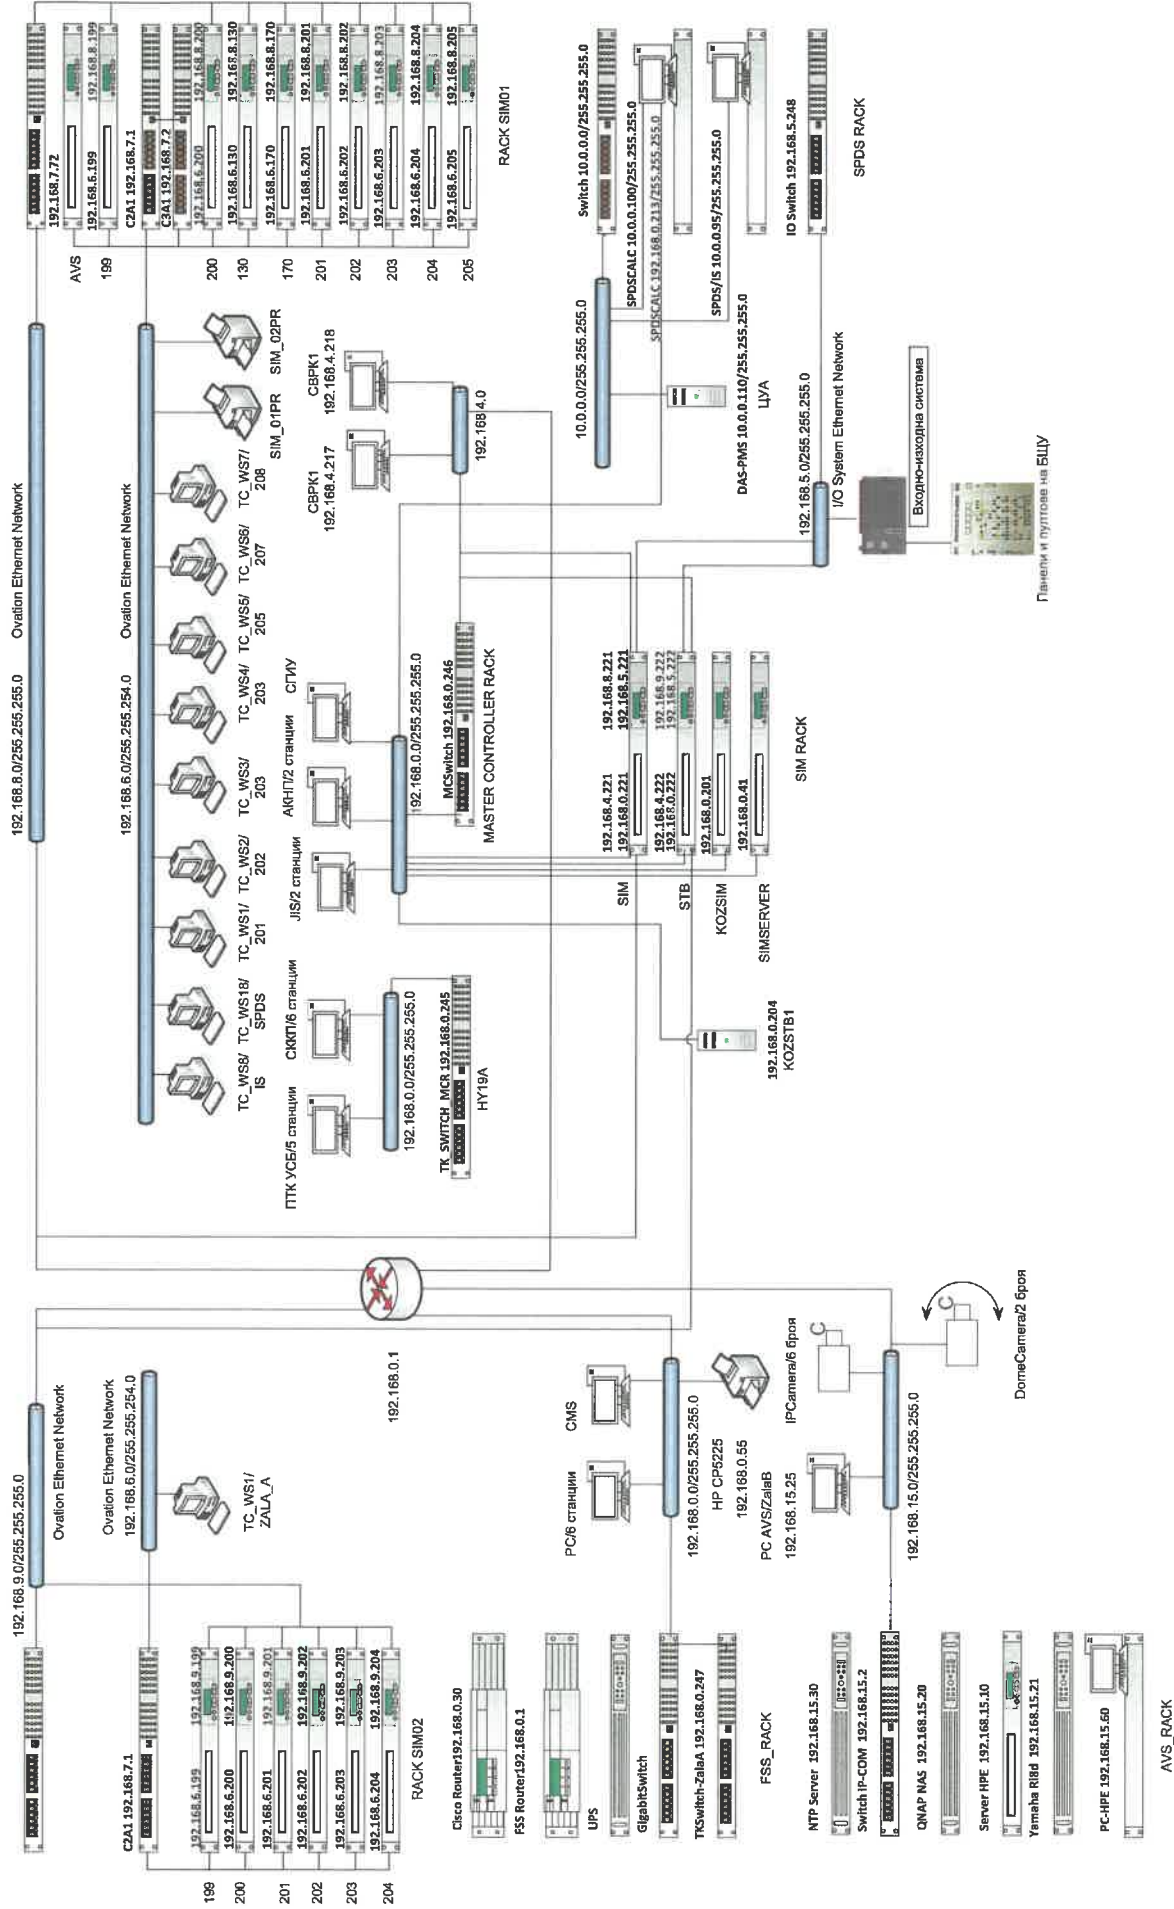 192.168.9.0/255.255.255.0
Ovation Ethernet Network
C2A1 192.168.7.1
Ovation Ethernet Network
192.168.6.0/255.255.254.0
TC_WS1/
ZALA_A
199
192.168.6.199
192.168.9.199
200
192.168.6.200
192.168.9.200
201
192.168.6.201
192.168.9.201
202
192.168.6.202
192.168.9.202
203
192.168.6.203
192.168.9.203
204
192.168.6.204
192.168.9.204
RACK SIM02
192.168.0.1
Cisco Router192.168.0.30
FSS Router192.168.0.1
UPS
GigabitSwitch
TKSwitch-ZalaA 192.168.0.247
FSS_RACK
PC/6 станции
CMS
192.168.0.0/255.255.255.0
HP CP5225
192.168.0.55
PC AVS/ZalaB
192.168.15.25
IPCamera/6 броя
192.168.15.0/255.255.255.0
DomeCamera/2 броя
NTP Server 192.168.15.30
Switch IP-COM 192.168.15.2
QNAP NAS 192.168.15.20
Server HPE 192.168.15.10
Yamaha RI8d 192.168.15.21
PC-HPE 192.168.15.60
AVS_RACK
192.168.8.0/255.255.255.0
Ovation Ethernet Network
192.168.6.0/255.255.254.0
Ovation Ethernet Network
TC_WS8/
IS
TC_WS18/
SPDS
TC_WS1/
201
TC_WS2/
202
TC_WS3/
203
TC_WS4/
203
TC_WS5/
205
TC_WS6/
207
TC_WS7/
208
SIM_01PR
SIM_02PR
ПТК УСБ/5 станции
СККП/6 станции
192.168.0.0/255.255.255.0
TK_SWITCH_MCR 192.168.0.245
HY19A
JIS/2 станции
АКНП/2 станции
СГИУ
192.168.0.0/255.255.255.0
MCSwitch 192.168.0.246
MASTER CONTROLLER RACK
СВРК1
192.168.4.217
СВРК1
192.168.4.218
192.168.4.0
SIM
192.168.4.221
192.168.0.221
192.168.8.221
192.168.5.221
STB
192.168.4.222
192.168.0.222
192.168.9.222
192.168.5.222
KOZSIM
192.168.0.201
SIMSERVER
192.168.0.41
SIM RACK
192.168.0.204
KOZSTB1
192.168.7.72
AVS
199
192.168.6.199
192.168.8.199
C2A1 192.168.7.1
C3A1 192.168.7.2
200
192.168.6.200
192.168.8.200
130
192.168.6.130
192.168.8.130
170
192.168.6.170
192.168.8.170
201
192.168.6.201
192.168.8.201
202
192.168.6.202
192.168.8.202
203
192.168.6.203
192.168.8.203
204
192.168.6.204
192.168.8.204
205
192.168.6.205
192.168.8.205
RACK SIM01
Switch 10.0.0.0/255.255.255.0
10.0.0.0/255.255.255.0
SPDSCALC 10.0.0.100/255.255.255.0
SPDSCALC 192.168.0.213/255.255.255.0
SPDS/IS 10.0.0.95/255.255.255.0
DAS-PMS 10.0.0.110/255.255.255.0
ЦУА
IO Switch 192.168.5.248
SPDS RACK
192.168.5.0/255.255.255.0
I/O System Ethernet Network
Входно-изходна система
Панели и пултове на БЩУ